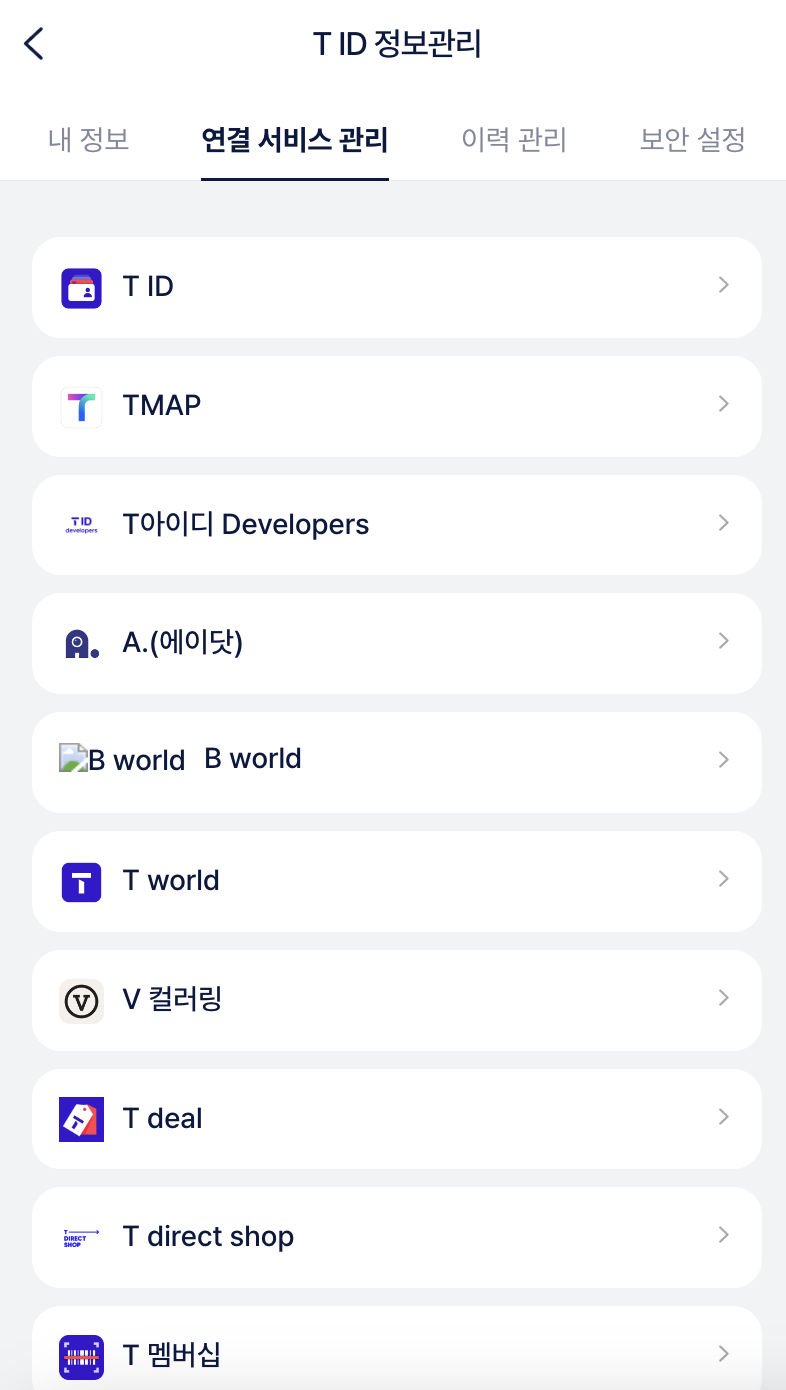 T ID 정보관리
내 정보 연결 서비스 관리 이력 관리 보안 설정
T ID
TMAP
T ID
developers
T아이디 Developers
A.(에이닷)
B world B world
T world
V 컬러링
T deal
T
DIRECT
SHOP
T direct shop
T 멤버십